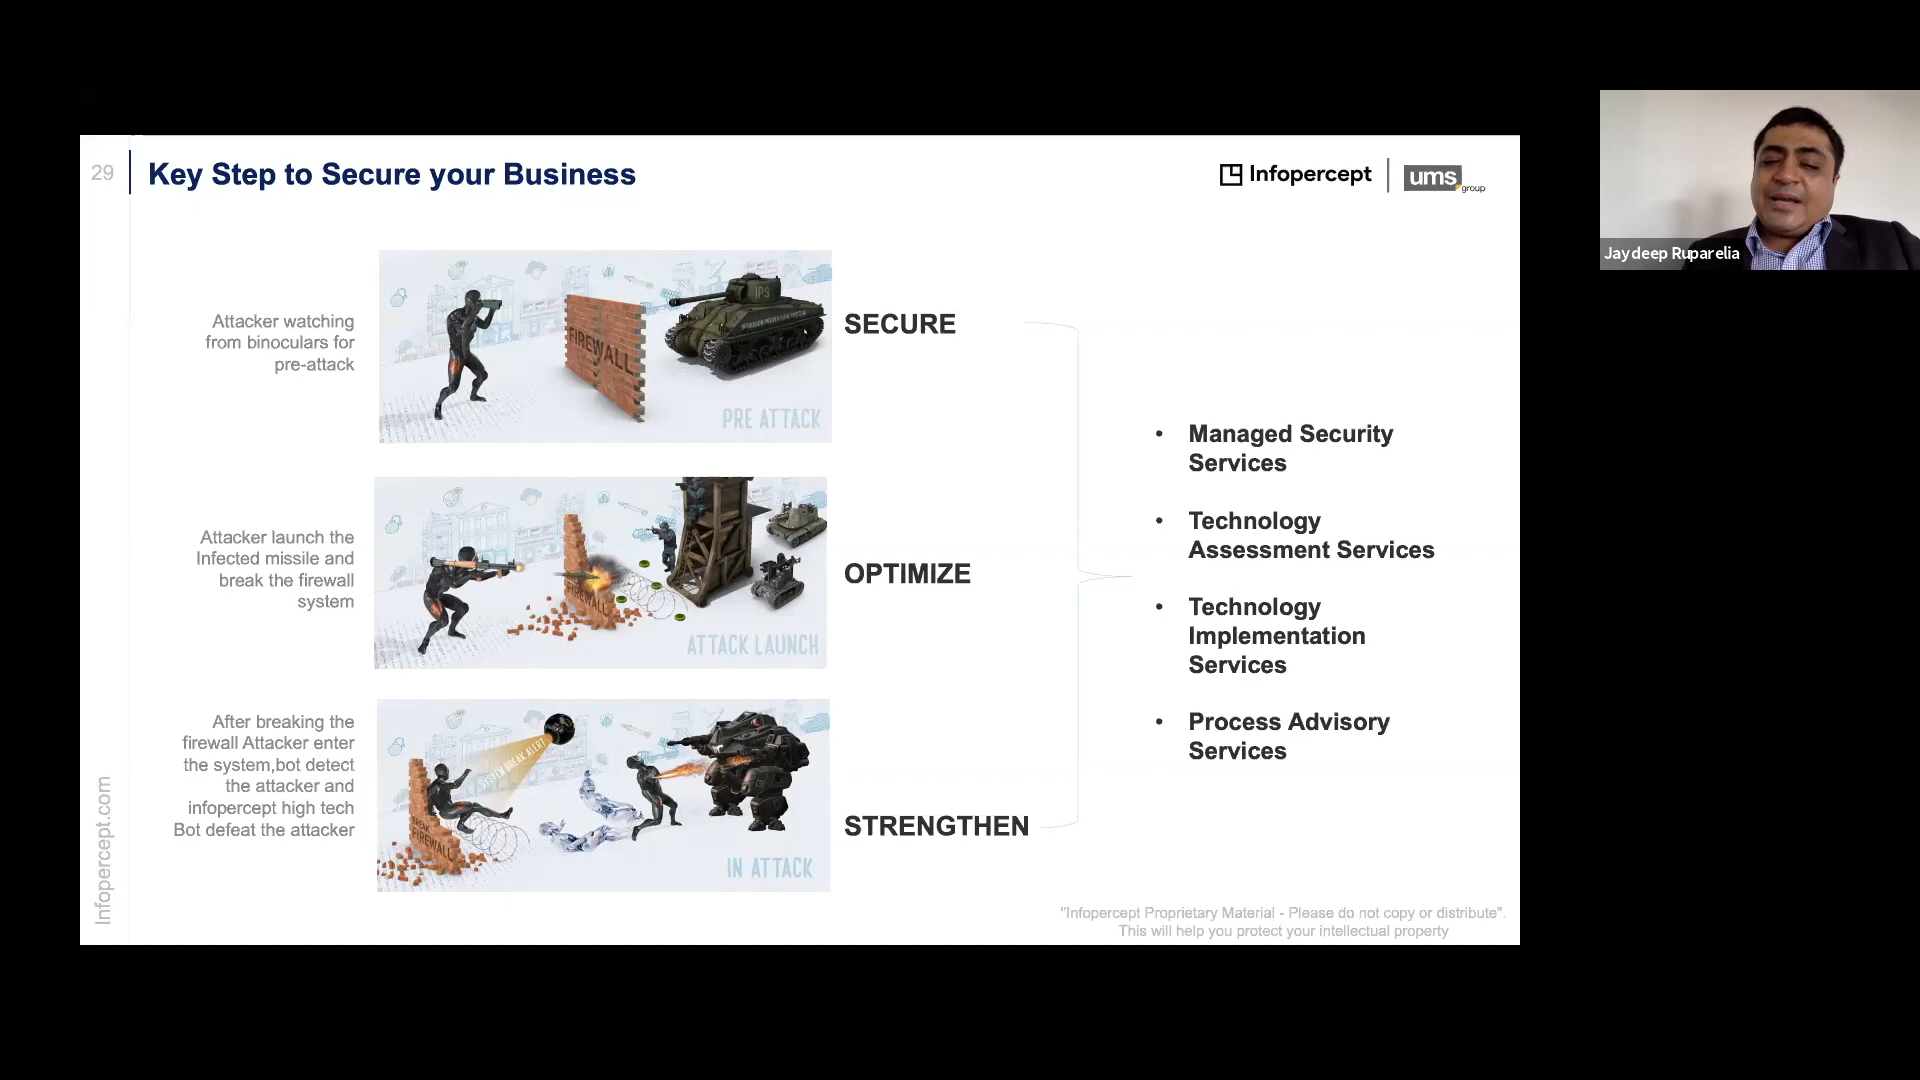 29
Key Step to Secure your Business
Infopercept
ums
group
Jaydeep Ruparelia
Attacker watching
from binoculars for
pre-attack
FIREWALL
IPS
PRE ATTACK
SECURE
Attacker launch the
Infected missile and
break the firewall
system
FIREWALL
ATTACK LAUNCH
OPTIMIZE
After breaking the
firewall Attacker enter
the system,bot detect
the attacker and
infopercept high tech
Bot defeat the attacker
SYSTEM BREAK ALERT
BREAK
FIREWALL
IN ATTACK
STRENGTHEN
• Managed Security
Services
• Technology
Assessment Services
• Technology
Implementation
Services
• Process Advisory
Services
Infopercept.com
"Infopercept Proprietary Material - Please do not copy or distribute".
This will help you protect your intellectual property